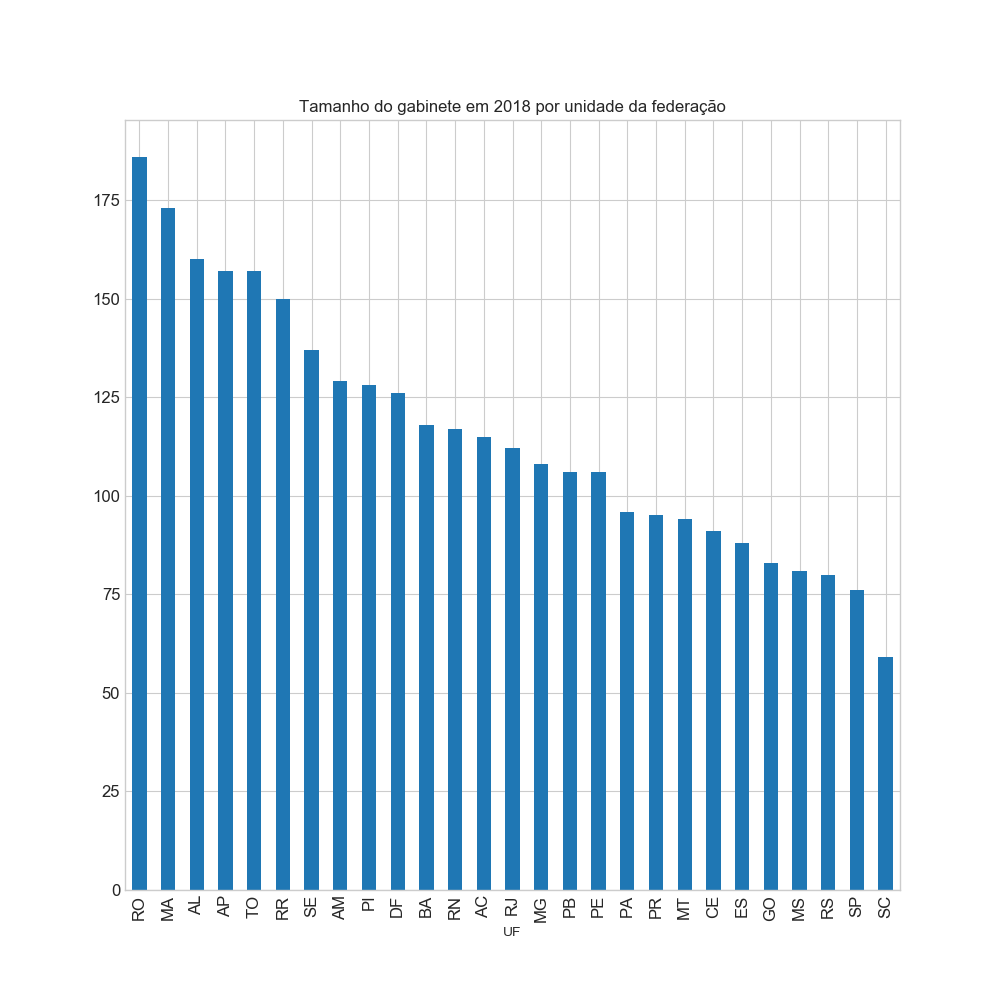 Tamanho do gabinete em 2018 por unidade da federação
175
150
125
100
75
50
25
0
RO MA AL AP TO RR SE AM PI DF BA RN AC RJ MG PB PE PA PR MT CE ES GO MS RS SP SC
UF